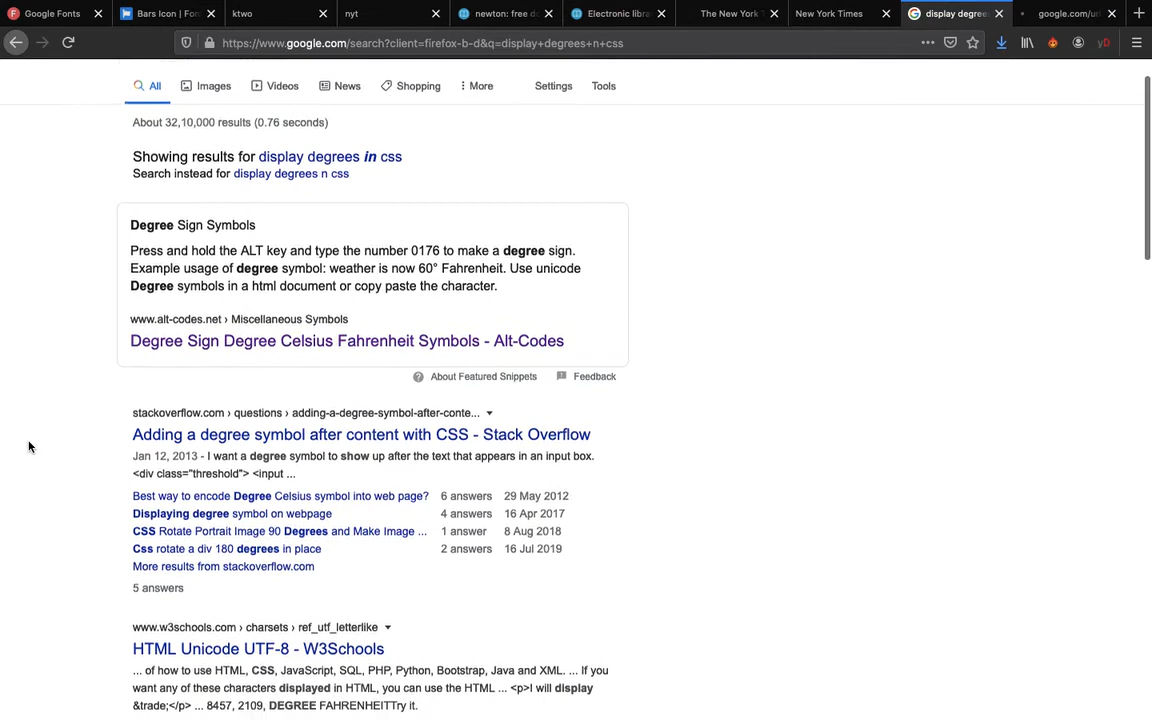 Google Fonts
Bars Icon | Fon
ktwo
nyt
newton: free d
Electronic libra
The New York T
New York Times
display degree
google.com/url
https://www.google.com/search?client=firefox-b-d&q=display+degrees+n+css
All Images Videos News Shopping More Settings Tools
About 32,10,000 results (0.76 seconds)
Showing results for display degrees in css
Search instead for display degrees n css
Degree Sign Symbols
Press and hold the ALT key and type the number 0176 to make a degree sign.
Example usage of degree symbol: weather is now 60° Fahrenheit. Use unicode
Degree symbols in a html document or copy paste the character.
www.alt-codes.net › Miscellaneous Symbols
Degree Sign Degree Celsius Fahrenheit Symbols - Alt-Codes
About Featured Snippets Feedback
stackoverflow.com › questions › adding-a-degree-symbol-after-conte...
Adding a degree symbol after content with CSS - Stack Overflow
Jan 12, 2013 - I want a degree symbol to show up after the text that appears in an input box.
<div class="threshold"> <input ...
Best way to encode Degree Celsius symbol into web page? 6 answers 29 May 2012
Displaying degree symbol on webpage 4 answers 16 Apr 2017
CSS Rotate Portrait Image 90 Degrees and Make Image ... 1 answer 8 Aug 2018
Css rotate a div 180 degrees in place 2 answers 16 Jul 2019
More results from stackoverflow.com
5 answers
www.w3schools.com › charsets › ref_utf_letterlike
HTML Unicode UTF-8 - W3Schools
... of how to use HTML, CSS, JavaScript, SQL, PHP, Python, Bootstrap, Java and XML. ... If you
want any of these characters displayed in HTML, you can use the HTML ... <p>I will display
&trade;</p> ... 8457, 2109, DEGREE FAHRENHEITTry it.